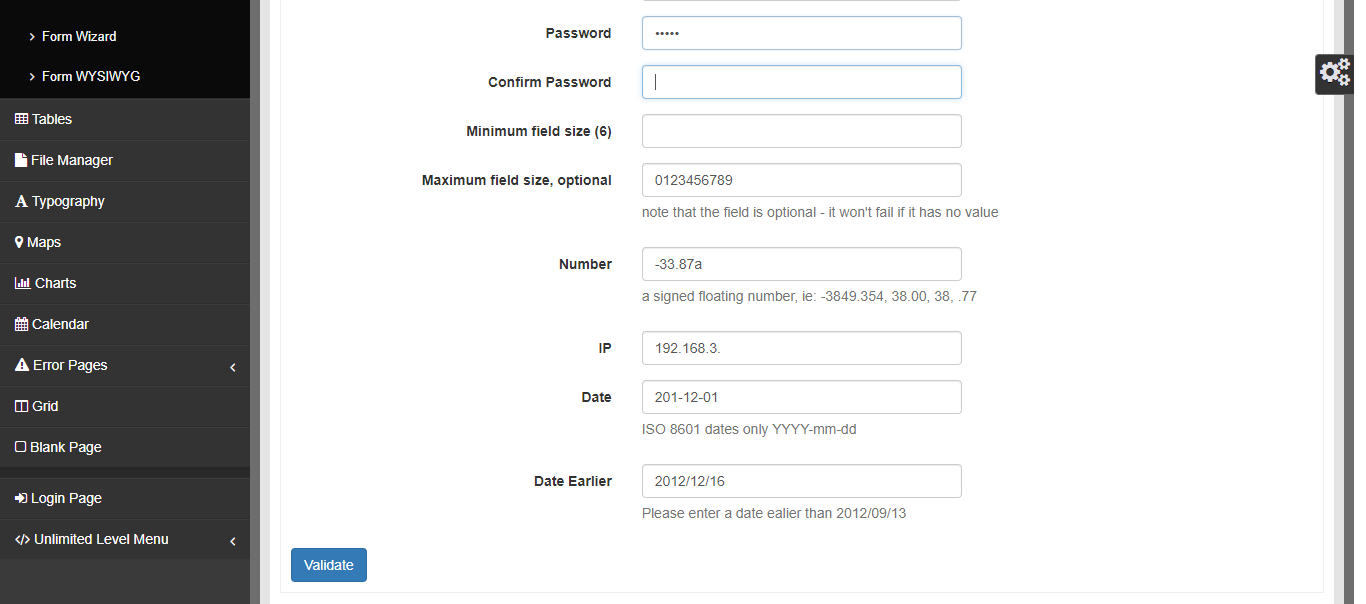 Form Wizard
Form WYSIWYG
Tables
File Manager
Typography
Maps
Charts
Calendar
Error Pages
Grid
Blank Page
Login Page
Unlimited Level Menu
Password •••••
Confirm Password
Minimum field size (6)
Maximum field size, optional 0123456789
note that the field is optional - it won't fail if it has no value
Number -33.87a
a signed floating number, ie: -3849.354, 38.00, 38, .77
IP 192.168.3.
Date 201-12-01
ISO 8601 dates only YYYY-mm-dd
Date Earlier 2012/12/16
Please enter a date ealier than 2012/09/13
Validate